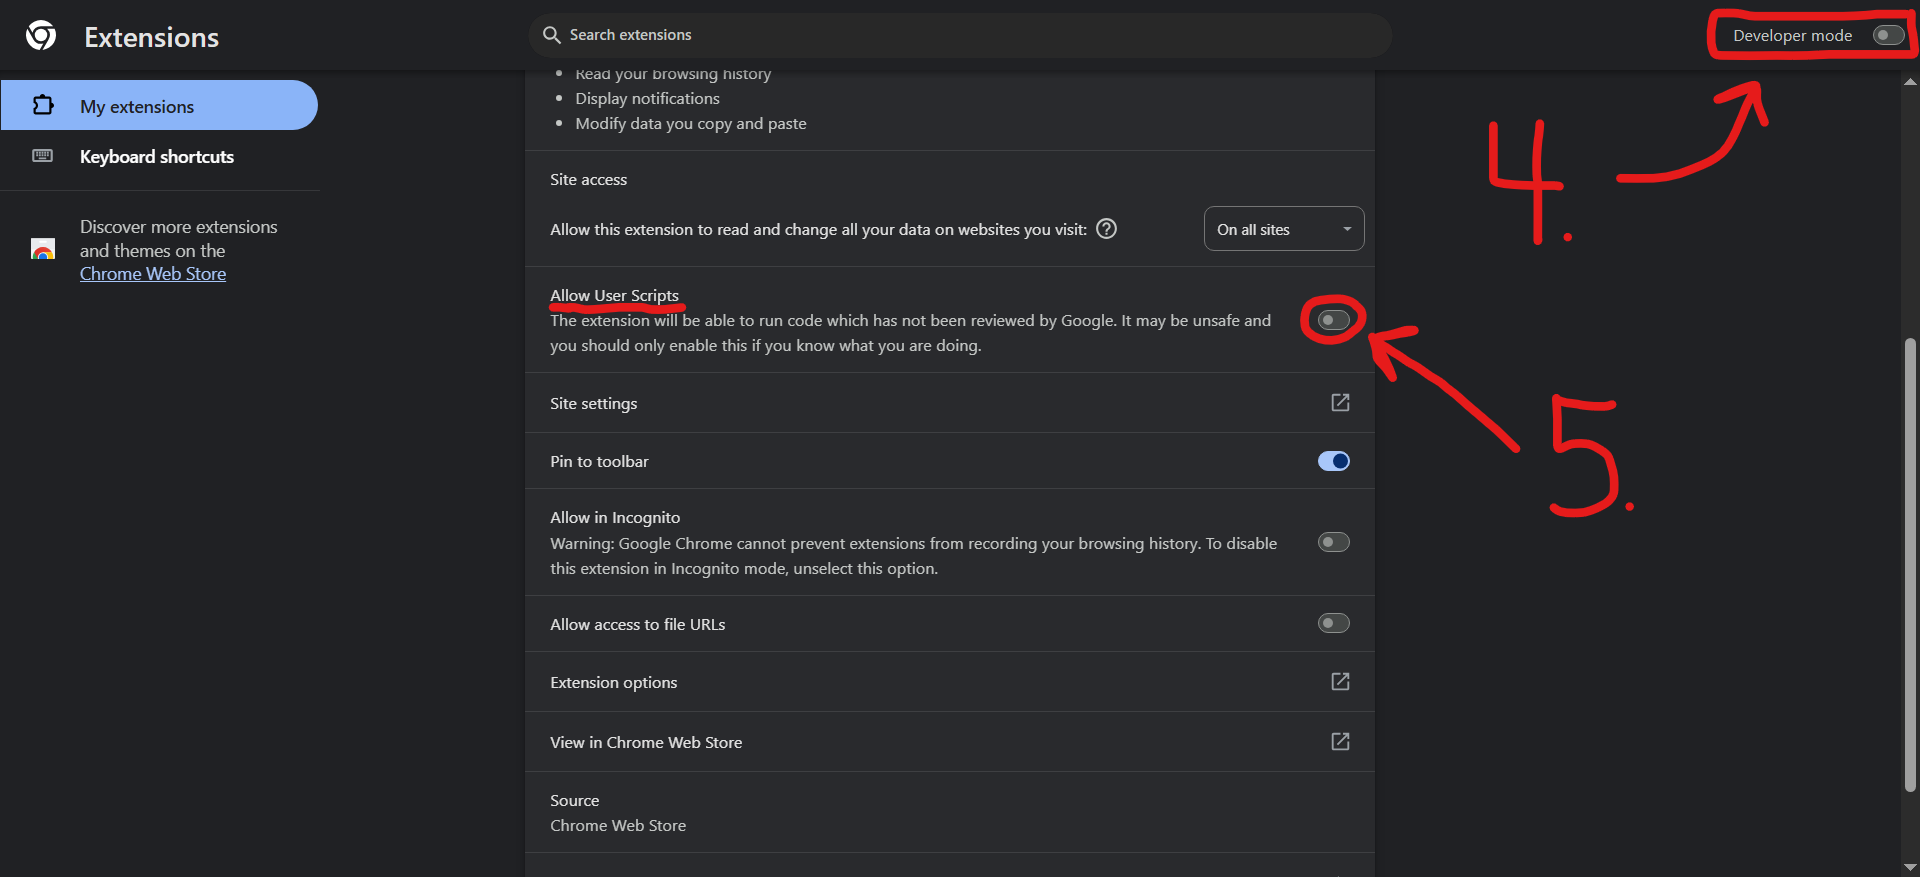 Extensions
Search extensions
Developer mode
My extensions
Keyboard shortcuts
Discover more extensions
and themes on the
Chrome Web Store
Read your browsing history
Display notifications
Modify data you copy and paste
Site access
Allow this extension to read and change all your data on websites you visit:
On all sites
Allow User Scripts
The extension will be able to run code which has not been reviewed by Google. It may be unsafe and
you should only enable this if you know what you are doing.
Site settings
Pin to toolbar
Allow in Incognito
Warning: Google Chrome cannot prevent extensions from recording your browsing history. To disable
this extension in Incognito mode, unselect this option.
Allow access to file URLs
Extension options
View in Chrome Web Store
Source
Chrome Web Store
4.
5.